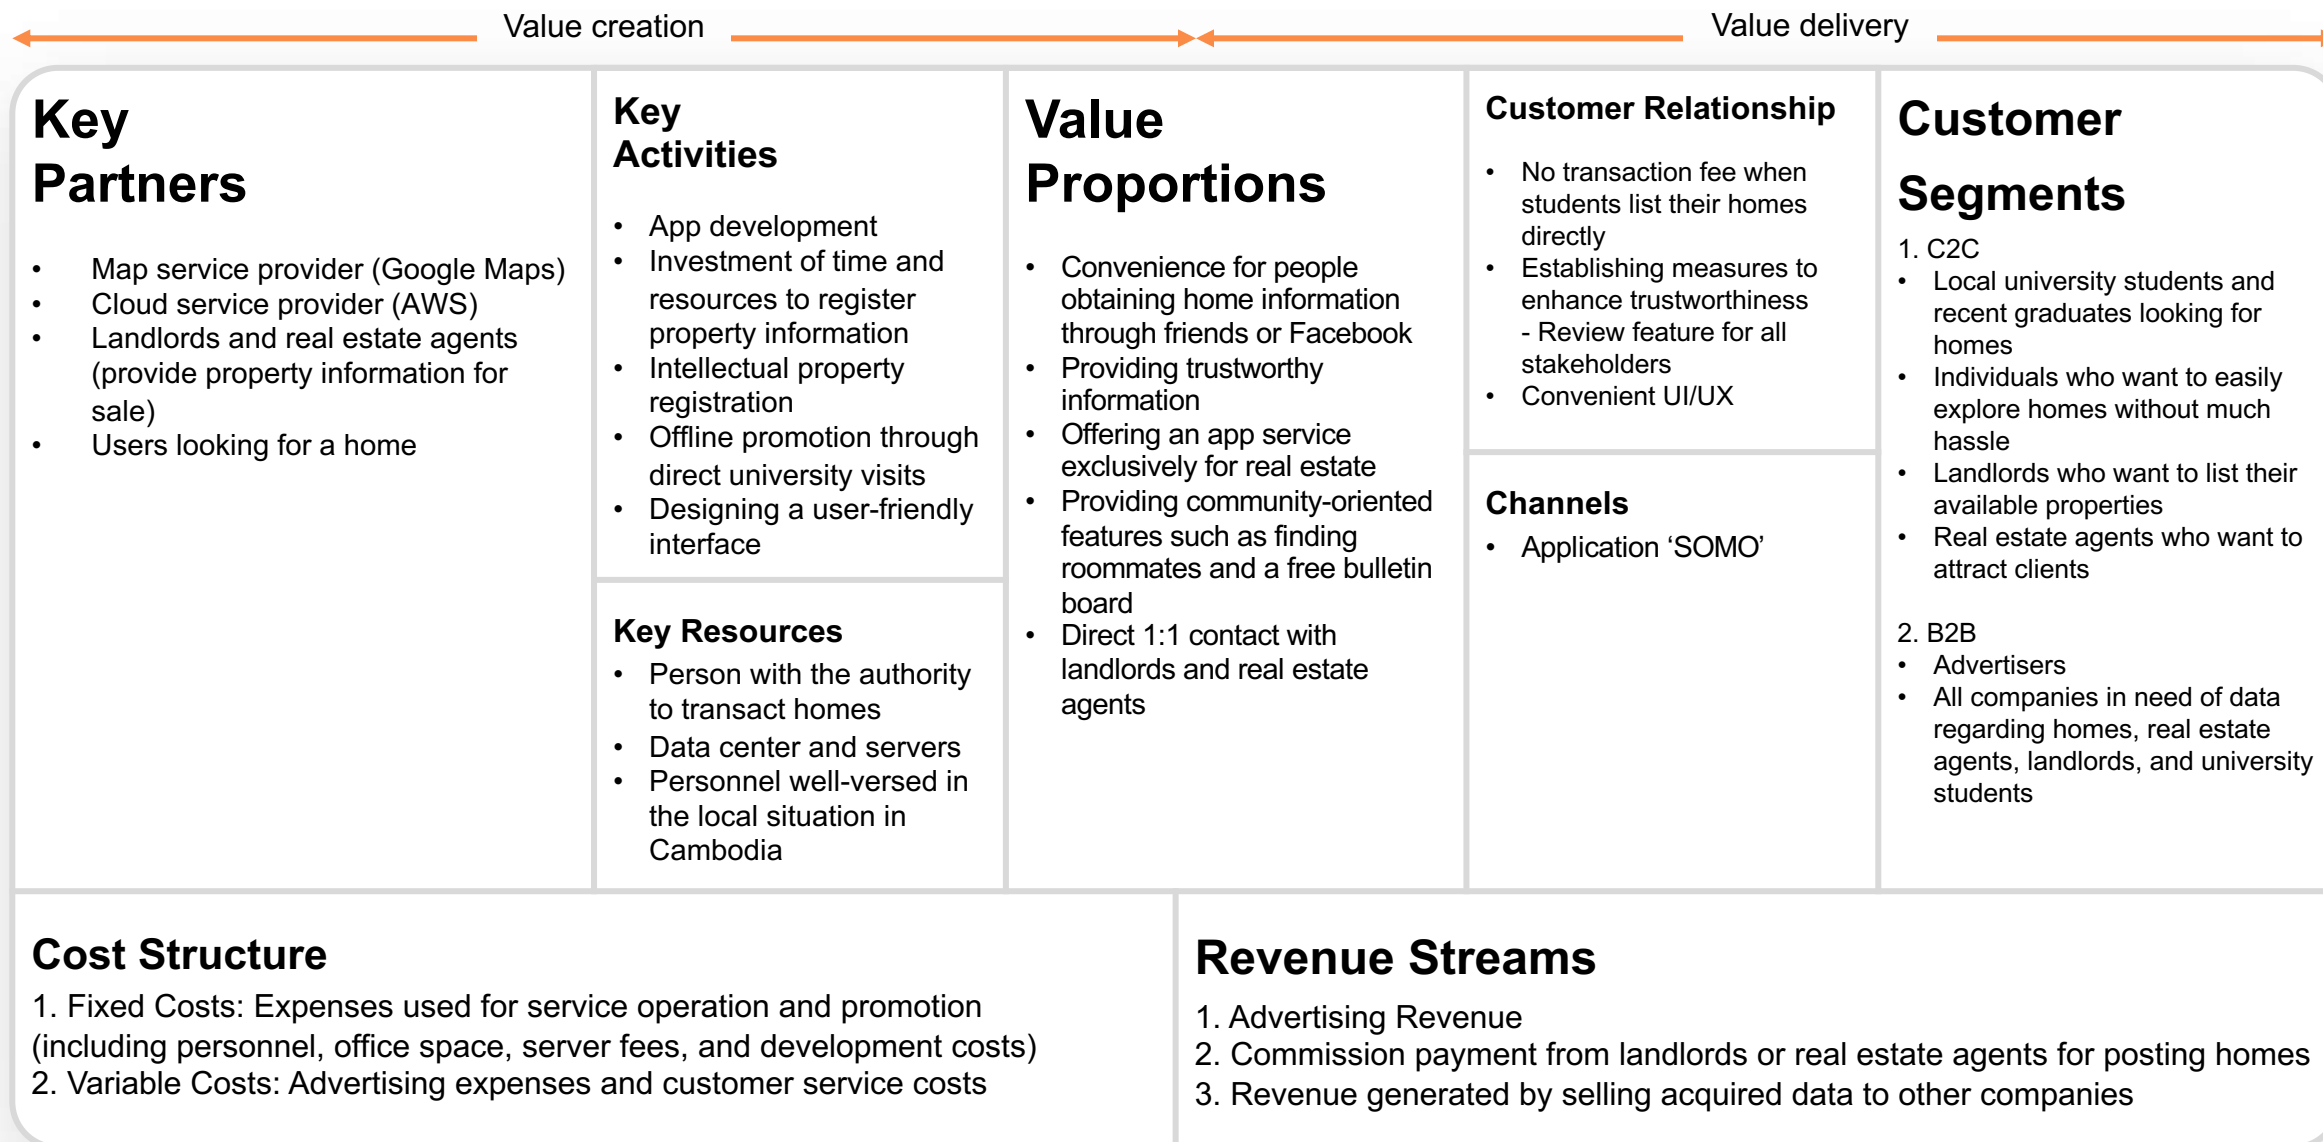 Value creation
Value delivery
Key
Partners
• Map service provider (Google Maps)
• Cloud service provider (AWS)
• Landlords and real estate agents
(provide property information for
sale)
• Users looking for a home
Key
Activities
• App development
• Investment of time and
resources to register
property information
• Intellectual property
registration
• Offline promotion through
direct university visits
• Designing a user-friendly
interface
Key Resources
• Person with the authority
to transact homes
• Data center and servers
• Personnel well-versed in
the local situation in
Cambodia
Value
Proportions
• Convenience for people
obtaining home information
through friends or Facebook
• Providing trustworthy
information
• Offering an app service
exclusively for real estate
• Providing community-oriented
features such as finding
roommates and a free bulletin
board
• Direct 1:1 contact with
landlords and real estate
agents
Customer Relationship
• No transaction fee when
students list their homes
directly
• Establishing measures to
enhance trustworthiness
- Review feature for all
stakeholders
• Convenient UI/UX
Channels
• Application ‘SOMO’
Customer
Segments
1. C2C
• Local university students and
recent graduates looking for
homes
• Individuals who want to easily
explore homes without much
hassle
• Landlords who want to list their
available properties
• Real estate agents who want to
attract clients
2. B2B
• Advertisers
• All companies in need of data
regarding homes, real estate
agents, landlords, and university
students
Cost Structure
1. Fixed Costs: Expenses used for service operation and promotion
(including personnel, office space, server fees, and development costs)
2. Variable Costs: Advertising expenses and customer service costs
Revenue Streams
1. Advertising Revenue
2. Commission payment from landlords or real estate agents for posting homes
3. Revenue generated by selling acquired data to other companies